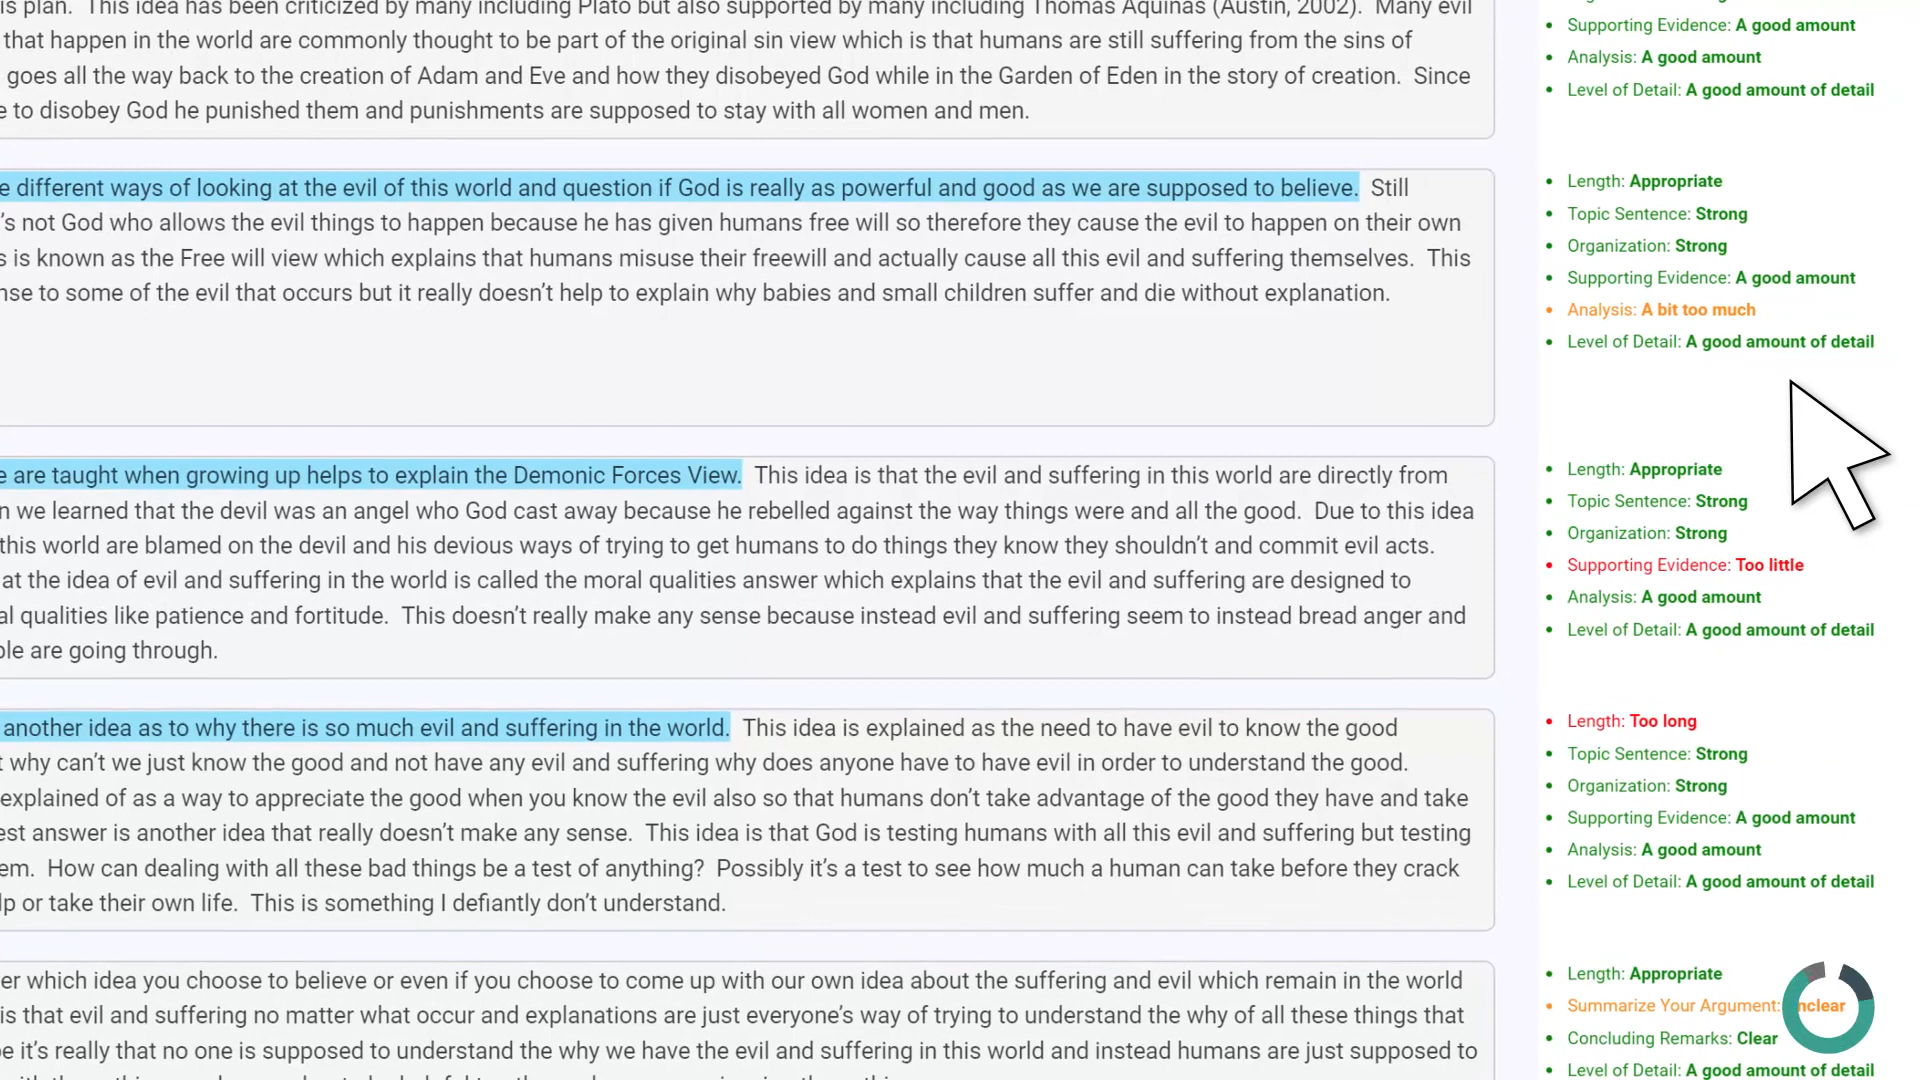 is plan. This idea has been criticized by many including Plato but also supported by many including Thomas Aquinas (Austin, 2002). Many evil
that happen in the world are commonly thought to be part of the original sin view which is that humans are still suffering from the sins of
goes all the way back to the creation of Adam and Eve and how they disobeyed God while in the Garden of Eden in the story of creation. Since
e to disobey God he punished them and punishments are supposed to stay with all women and men.
Supporting Evidence: A good amount
Analysis: A good amount
Level of Detail: A good amount of detail
e different ways of looking at the evil of this world and question if God is really as powerful and good as we are supposed to believe. Still
's not God who allows the evil things to happen because he has given humans free will so therefore they cause the evil to happen on their own
s is known as the Free will view which explains that humans misuse their freewill and actually cause all this evil and suffering themselves. This
nse to some of the evil that occurs but it really doesn't help to explain why babies and small children suffer and die without explanation.
Length: Appropriate
Topic Sentence: Strong
Organization: Strong
Supporting Evidence: A good amount
Analysis: A bit too much
Level of Detail: A good amount of detail
e are taught when growing up helps to explain the Demonic Forces View. This idea is that the evil and suffering in this world are directly from
n we learned that the devil was an angel who God cast away because he rebelled against the way things were and all the good. Due to this idea
this world are blamed on the devil and his devious ways of trying to get humans to do things they know they shouldn't and commit evil acts.
at the idea of evil and suffering in the world is called the moral qualities answer which explains that the evil and suffering are designed to
al qualities like patience and fortitude. This doesn't really make any sense because instead evil and suffering seem to instead bread anger and
ple are going through.
Length: Appropriate
Topic Sentence: Strong
Organization: Strong
Supporting Evidence: Too little
Analysis: A good amount
Level of Detail: A good amount of detail
another idea as to why there is so much evil and suffering in the world. This idea is explained as the need to have evil to know the good
t why can't we just know the good and not have any evil and suffering why does anyone have to have evil in order to understand the good.
explained of as a way to appreciate the good when you know the evil also so that humans don't take advantage of the good they have and take
est answer is another idea that really doesn't make any sense. This idea is that God is testing humans with all this evil and suffering but testing
em. How can dealing with all these bad things be a test of anything? Possibly it's a test to see how much a human can take before they crack
lp or take their own life. This is something I defiantly don't understand.
Length: Too long
Topic Sentence: Strong
Organization: Strong
Supporting Evidence: A good amount
Analysis: A good amount
Level of Detail: A good amount of detail
er which idea you choose to believe or even if you choose to come up with our own idea about the suffering and evil which remain in the world
is that evil and suffering no matter what occur and explanations are just everyone's way of trying to understand the why of all these things that
e it's really that no one is supposed to understand the why we have the evil and suffering in this world and instead humans are just supposed to
Length: Appropriate
Summarize Your Argument: nclear
Concluding Remarks: Clear
Level of Detail: A good amount of detail